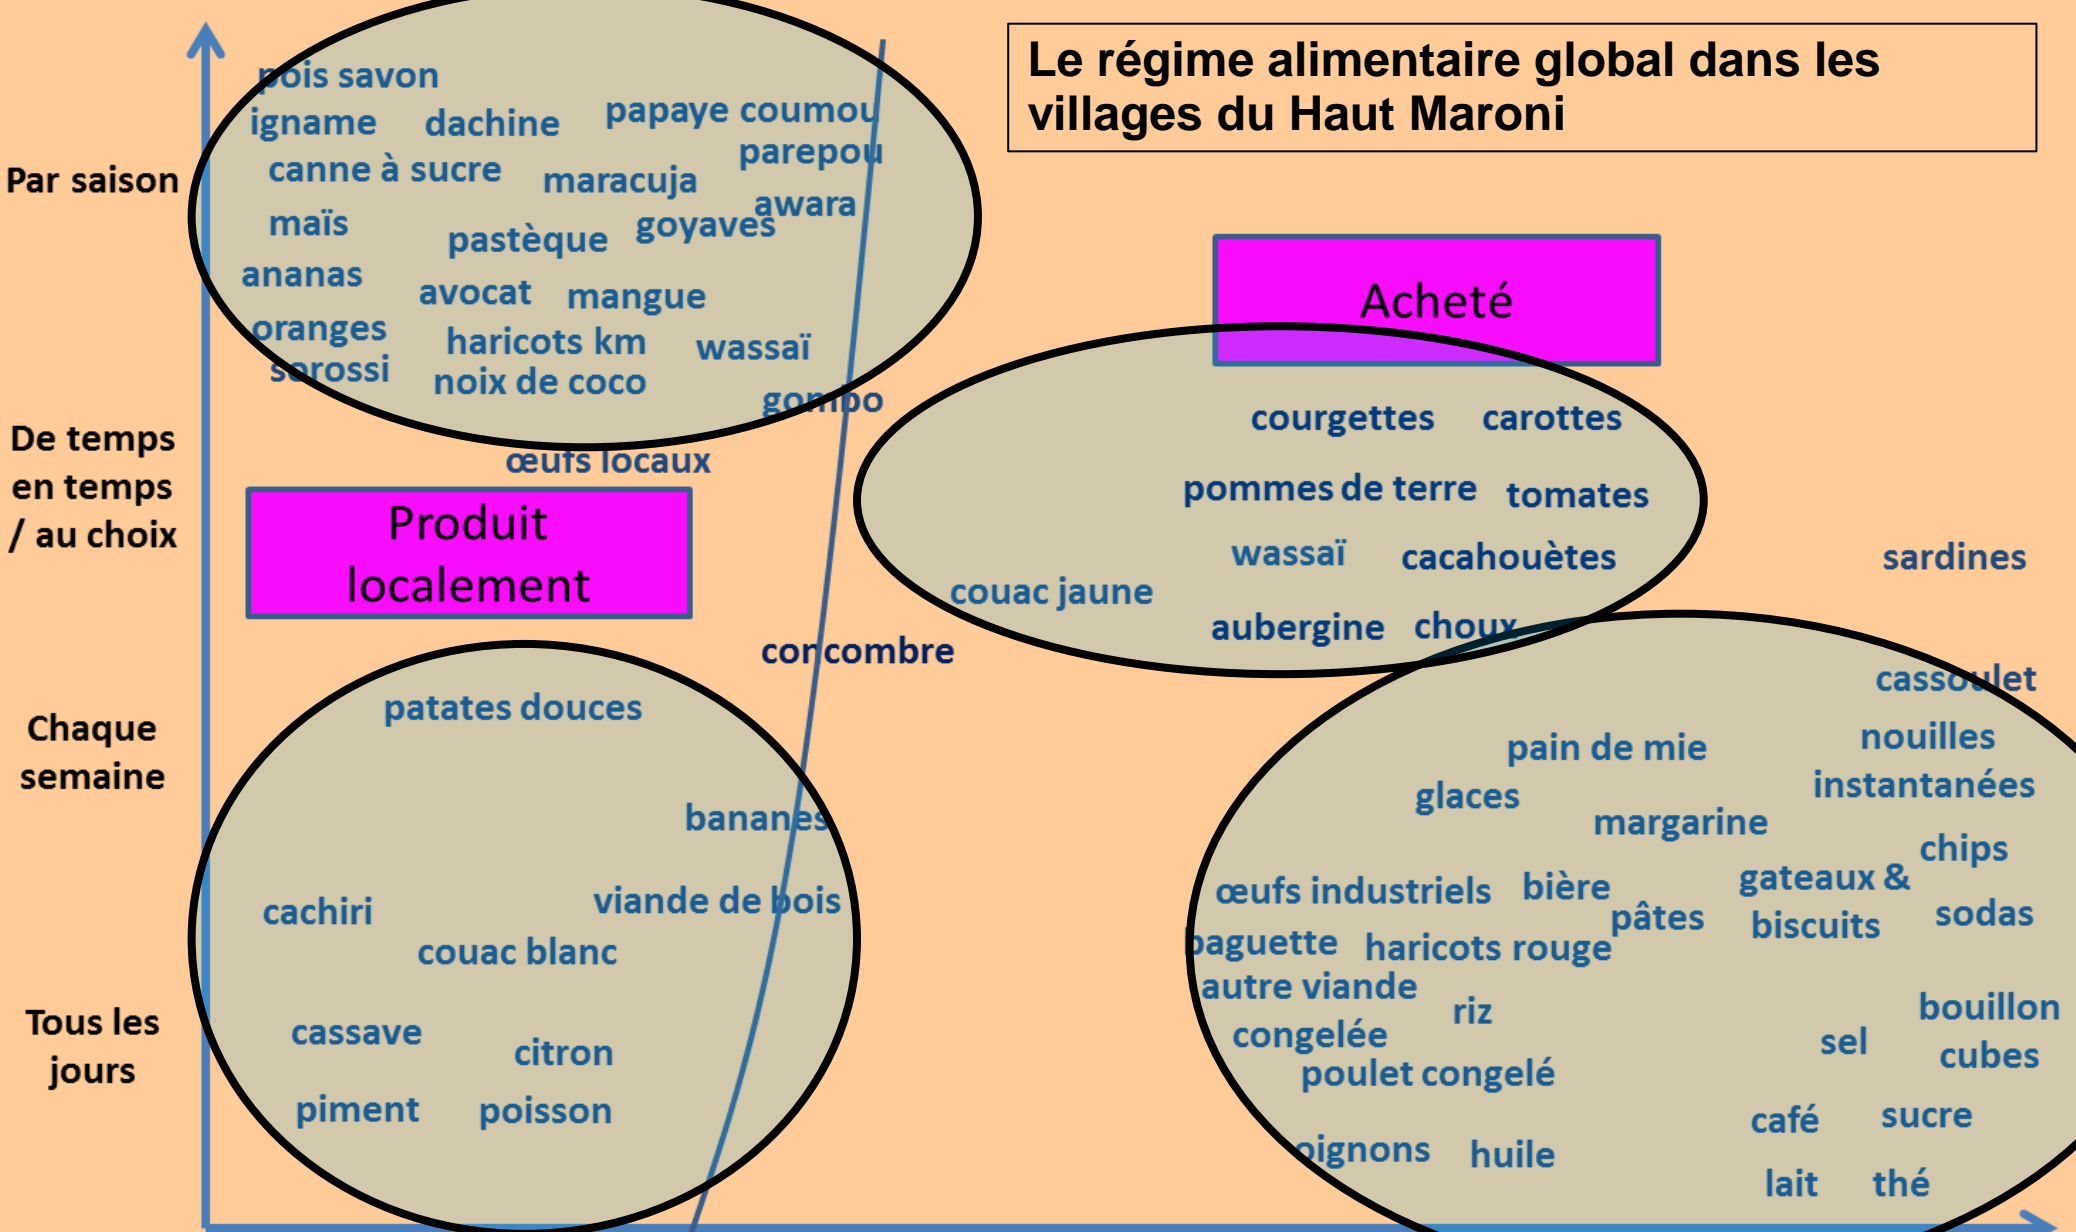 Le régime alimentaire global dans les
villages du Haut Maroni
Par saison
pois savon
igname
dachine
papaye coumou
parepou
canne à sucre
maracuja
awara
maïs
pastèque
goyaves
ananas
avocat
mangue
oranges
haricots km
wassaï
sorossi
noix de coco
gombo
De temps
en temps
/ au choix
œufs locaux
Produit
localement
Acheté
courgettes
carottes
pommes de terre
tomates
wassaï
cacahouètes
couac jaune
aubergine
choux
sardines
concombre
Chaque
semaine
patates douces
bananes
cachiri
viande de bois
couac blanc
Tous les
jours
cassave
citron
piment
poisson
cassoulet
pain de mie
nouilles
instantanées
glaces
margarine
chips
œufs industriels
bière
gateaux &
biscuits
pâtes
sodas
baguette
haricots rouge
autre viande
congelée
riz
bouillon
cubes
sel
poulet congelé
café
sucre
oignons
huile
lait
thé